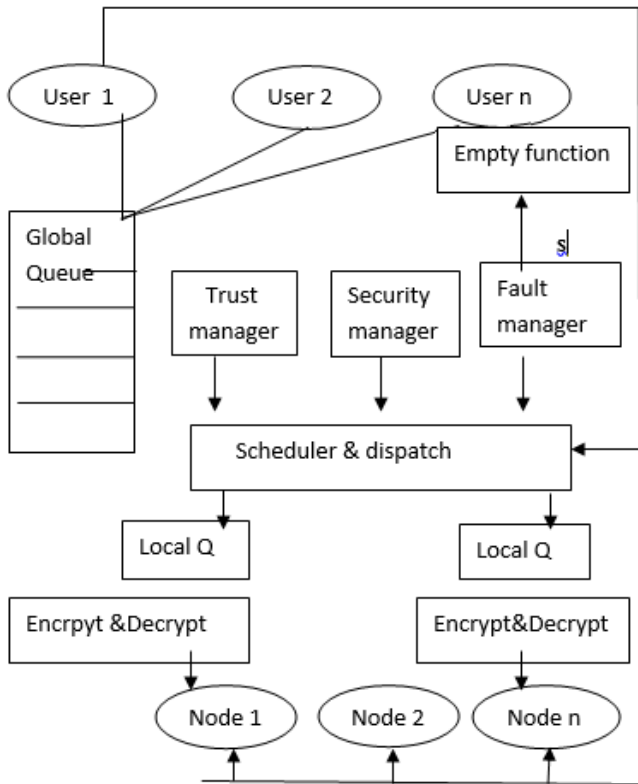 User 1
User 2
User n
Empty function
Global
Queue
s
Trust
manager
Security
manager
Fault
manager
Scheduler & dispatch
Local Q
Local Q
Encrpyt &Decrypt
Encrypt&Decrypt
Node 1
Node 2
Node n